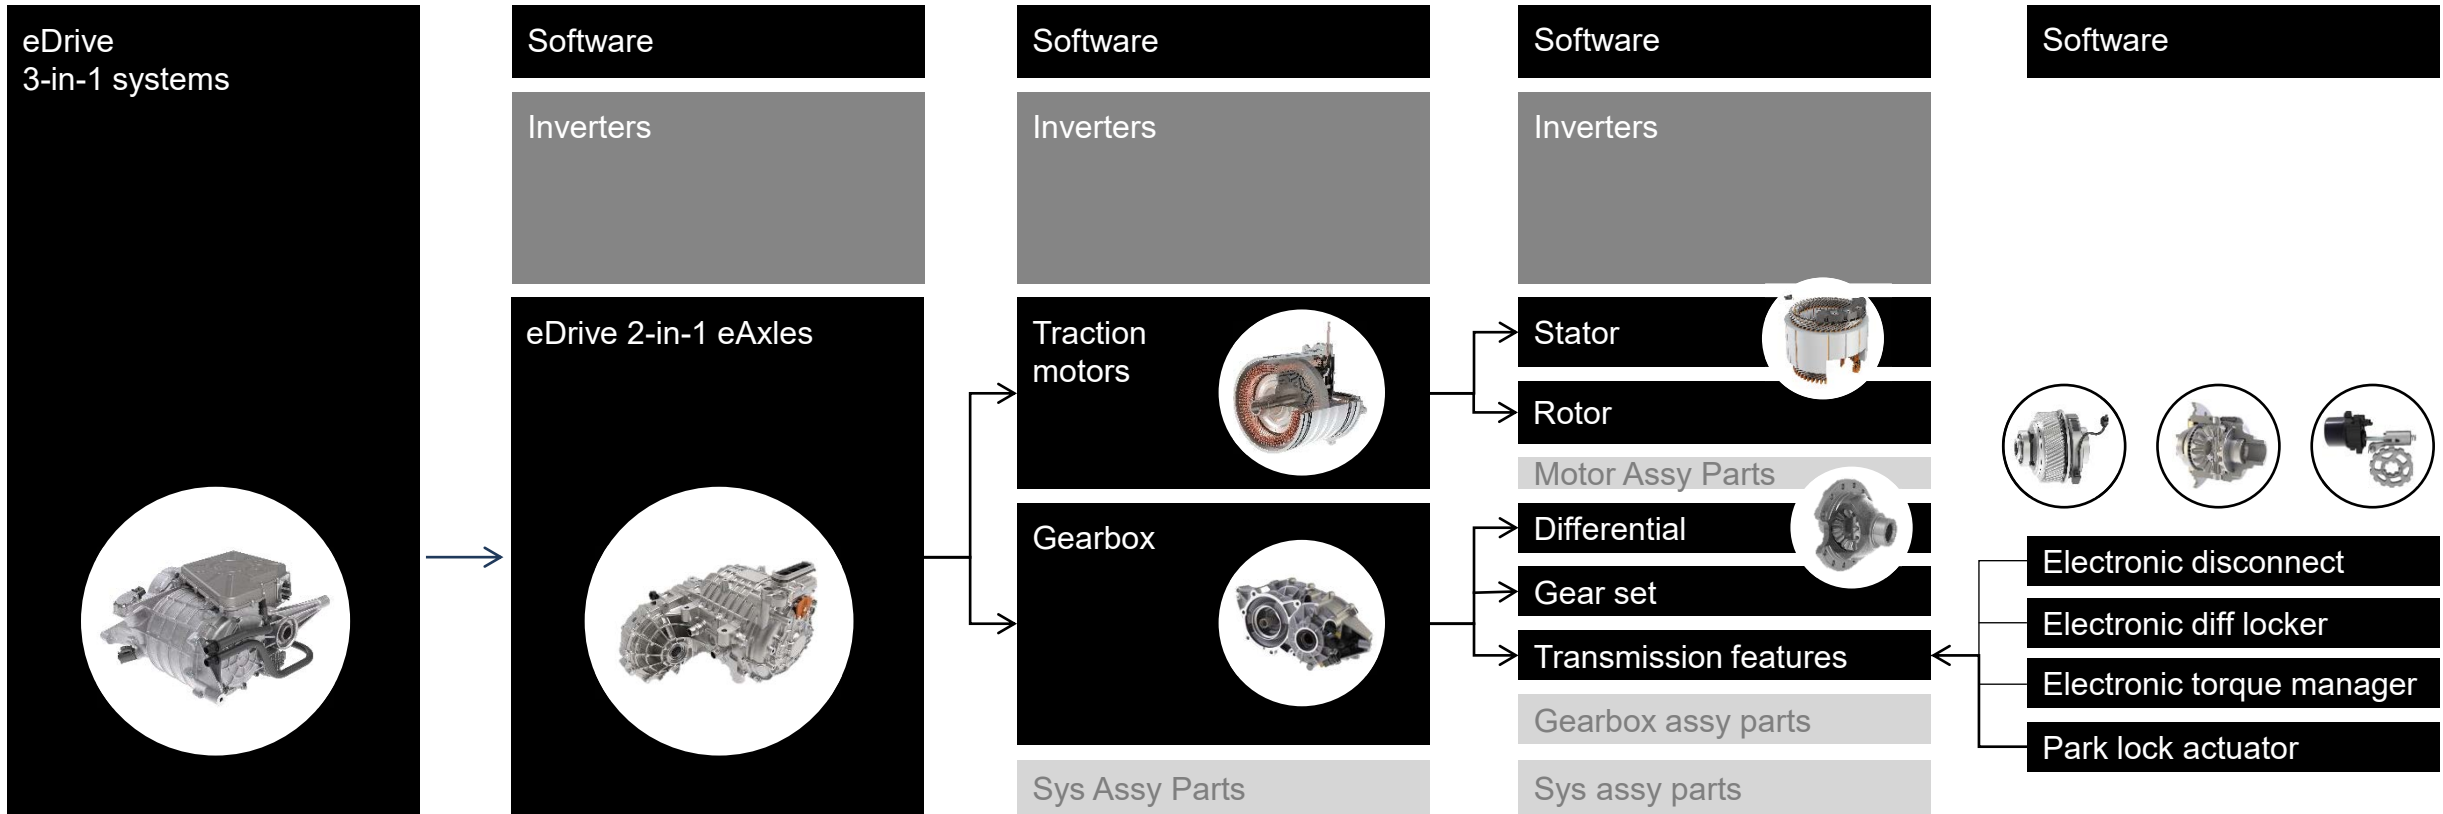 eDrive
3-in-1 systems
Software
Inverters
eDrive 2-in-1 eAxles
Software
Inverters
Traction
motors
Gearbox
Sys Assy Parts
Software
Inverters
Stator
Rotor
Motor Assy Parts
Differential
Gear set
Transmission features
Gearbox assy parts
Sys assy parts
Software
Electronic disconnect
Electronic diff locker
Electronic torque manager
Park lock actuator